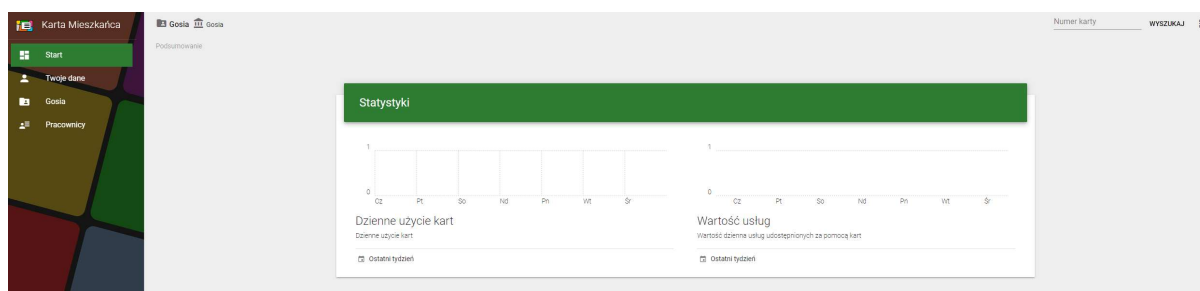 Karta Mieszkańca
Start
Twoje dane
Gosia
Pracownicy
Gosia Gosia
Numer karty
WYSZUKAJ
Podsumowanie
Statystyki
1
0
Cz Pt So Nd Pn Wt Śr
Dzienne użycie kart
Dzienne użycie kart
Ostatni tydzień
1
0
Cz Pt So Nd Pn Wt Śr
Wartość usług
Wartość dzienna usług udostępnionych za pomocą kart
Ostatni tydzień